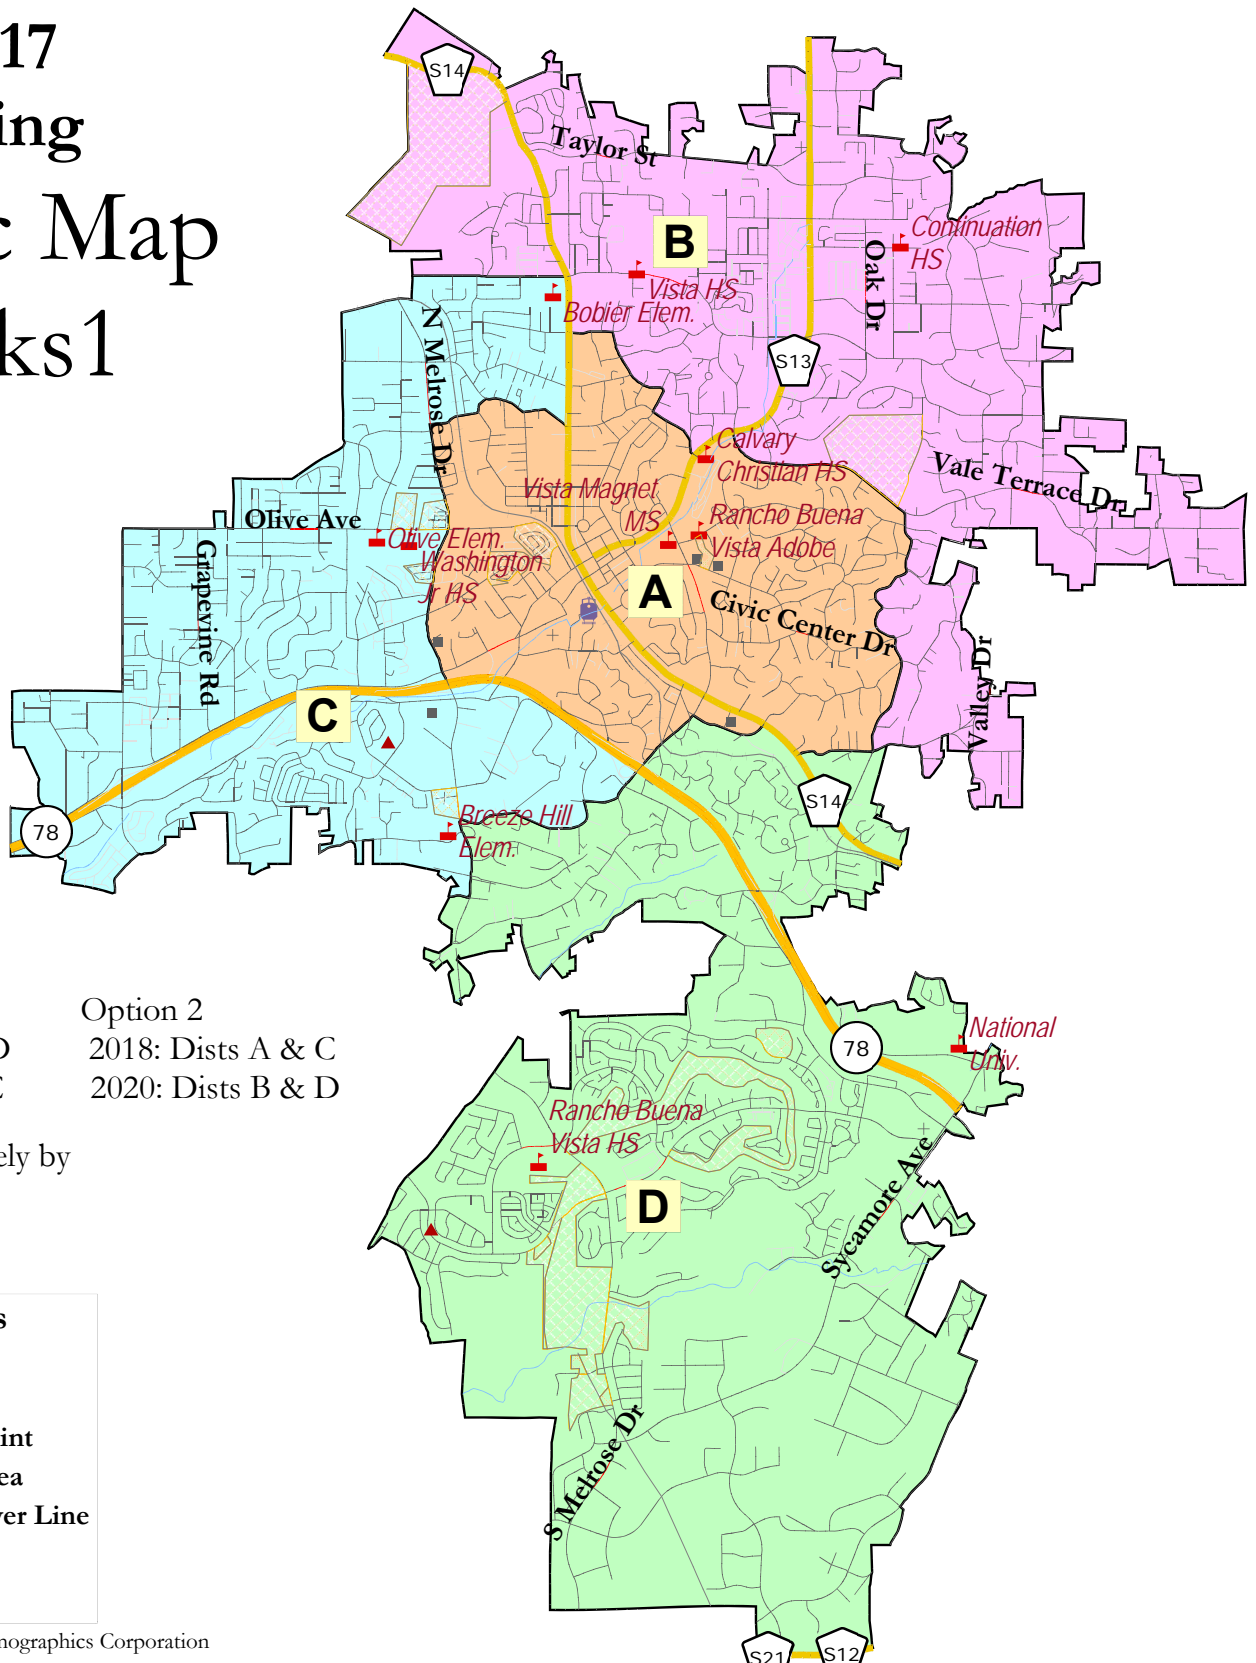 17
ing
c Map
ks1
S14
Taylor St
B
Continuation
HS
Oak Dr
Vista HS
Bobier Elem.
N Melrose Dr
S13
Calvary
Christian HS
Vale Terrace Dr
Vista Magnet
MS
Rancho Buena
Vista Adobe
Olive Ave
Olive Elem.
Washington
Jr HS
Grapevine Rd
A
Civic Center Dr
Valley Dr
C
S14
78
Breeze Hill
Elem.
Option 2
D 2018: Dists A & C
C 2020: Dists B & D
ely by
National
Univ.
78
Rancho Buena
Vista HS
Sycamore Ave
D
s
int
ea
ver Line
S Melrose Dr
mographics Corporation
S21
S12